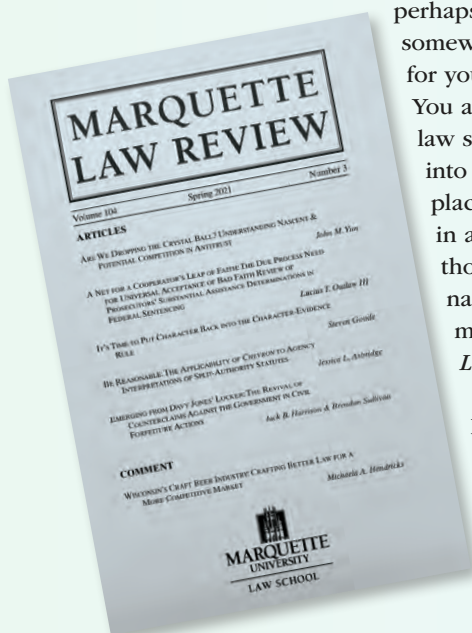 perhaps
somew
for you
You a
law s
into
plac
in a
tho
na
m
L
MARQUETTE
LAW REVIEW
Volume 104 Spring 2021 Number 3
ARTICLES
ARE WE DROPPING THE CRYSTAL BALL? UNDERSTANDING NASCENT &
POTENTIAL COMPETITION IN ANTITRUST John M. Yun
A NET FOR A COOPERATOR'S LEAP OF FAITH: THE DUE PROCESS NEED
FOR UNIVERSAL ACCEPTANCE OF BAD FAITH REVIEW OF
PROSECUTORS' SUBSTANTIAL ASSISTANCE DETERMINATIONS IN
FEDERAL SENTENCING Lucius T. Outlaw III
IT'S TIME TO PUT CHARACTER BACK INTO THE CHARACTER-EVIDENCE
RULE Steven Goode
BE REASONABLE: THE APPLICABILITY OF CHEVRON TO AGENCY
INTERPRETATIONS OF SPLIT-AUTHORITY STATUTES Jessica L. Asbridge
EMERGING FROM DAVY JONES' LOCKER: THE REVIVAL OF
COUNTERCLAIMS AGAINST THE GOVERNMENT IN CIVIL
FORFEITURE ACTIONS Jack B. Harrison & Brendan Sullivan
COMMENT
WISCONSIN'S CRAFT BEER INDUSTRY: CRAFTING BETTER LAW FOR A
MORE COMPETITIVE MARKET Michaela A. Hendricks
MARQUETTE
UNIVERSITY
LAW SCHOOL